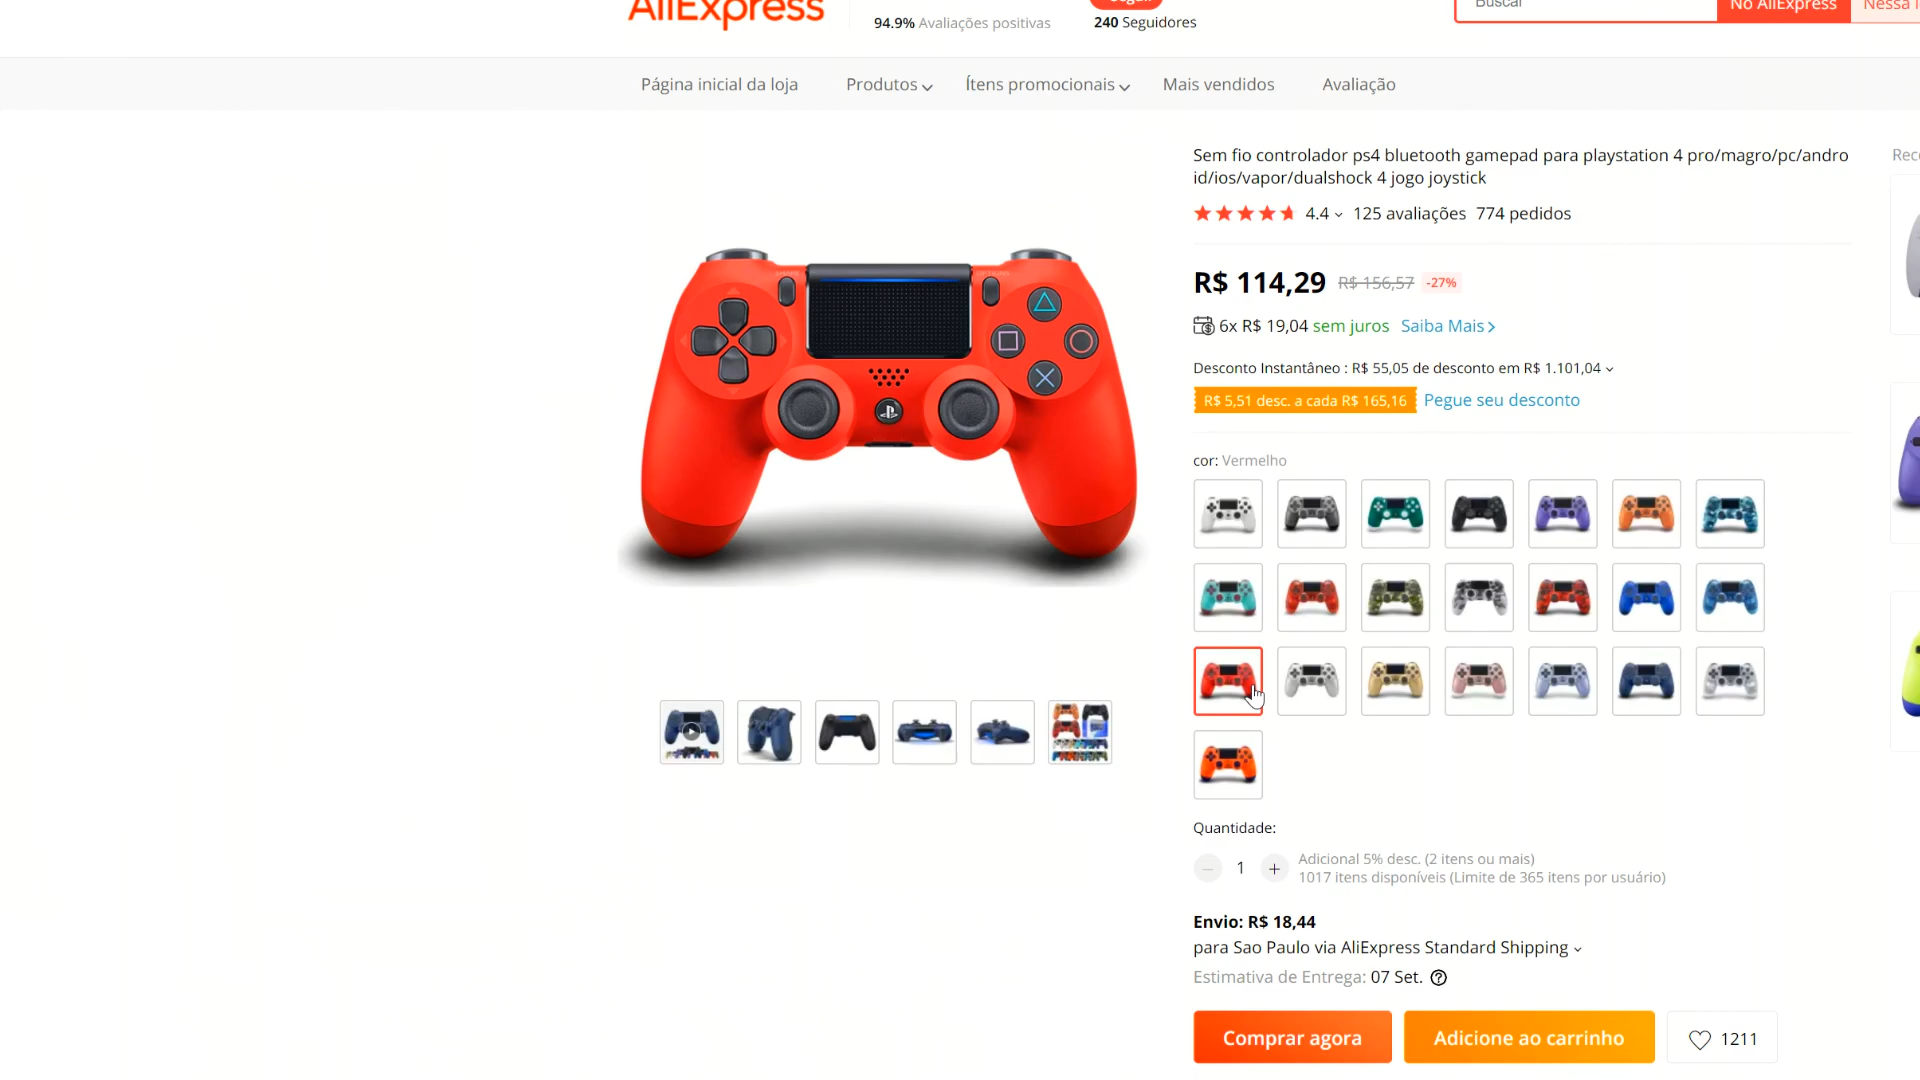 AliExpress
94.9% Avaliações positivas
240 Seguidores
Buscar
No AliExpress
Nessa
Página inicial da loja
Produtos
Ítens promocionais
Mais vendidos
Avaliação
Sem fio controlador ps4 bluetooth gamepad para playstation 4 pro/magro/pc/andro
id/ios/vapor/dualshock 4 jogo joystick
Rec
4.4 125 avaliações 774 pedidos
R$ 114,29 R$ 156,57 -27%
6x R$ 19,04 sem juros Saiba Mais
Desconto Instantâneo : R$ 55,05 de desconto em R$ 1.101,04
R$ 5,51 desc. a cada R$ 165,16 Pegue seu desconto
cor: Vermelho
Quantidade:
1
Adicional 5% desc. (2 itens ou mais)
1017 itens disponíveis (Limite de 365 itens por usuário)
Envio: R$ 18,44
para Sao Paulo via AliExpress Standard Shipping
Estimativa de Entrega: 07 Set.
Comprar agora
Adicione ao carrinho
1211